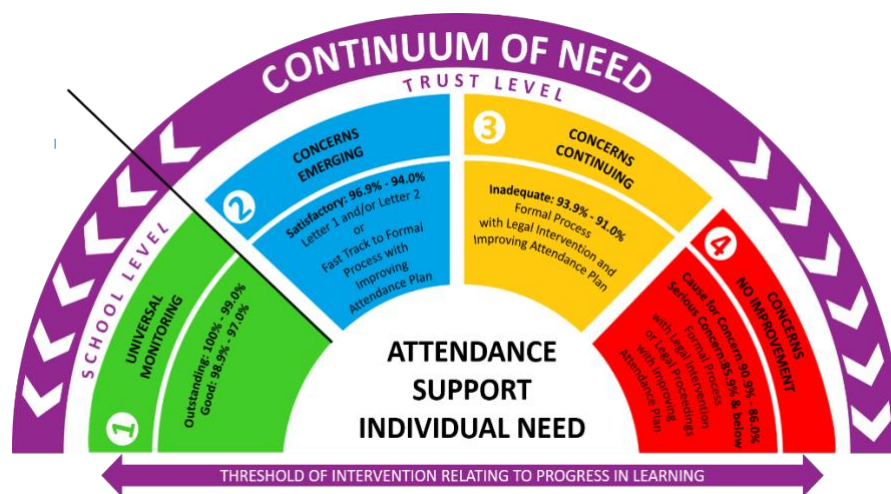 CONTINUUM OF NEED
TRUST LEVEL
SCHOOL LEVEL
1
UNIVERSAL
MONITORING
Outstanding: 100% - 99.0%
Good: 98.9% - 97.0%
2
CONCERNS
EMERGING
Satisfactory: 96.9% - 94.0%
Letter 1 and/or Letter 2
or
Fast Track to Formal
Process with
Improving
Attendance Plan
3
CONCERNS
CONTINUING
Inadequate: 93.9% - 91.0%
Formal Process
with Legal Intervention and
Improving Attendance Plan
4
CONCERNS
NO IMPROVEMENT
Cause for Concern 90.9% - 86.0%
Serious Concern:85.9% & below
Formal Process
with Legal Intervention
or Legal Proceedings
with Improving
Attendance Plan
ATTENDANCE
SUPPORT
INDIVIDUAL NEED
THRESHOLD OF INTERVENTION RELATING TO PROGRESS IN LEARNING